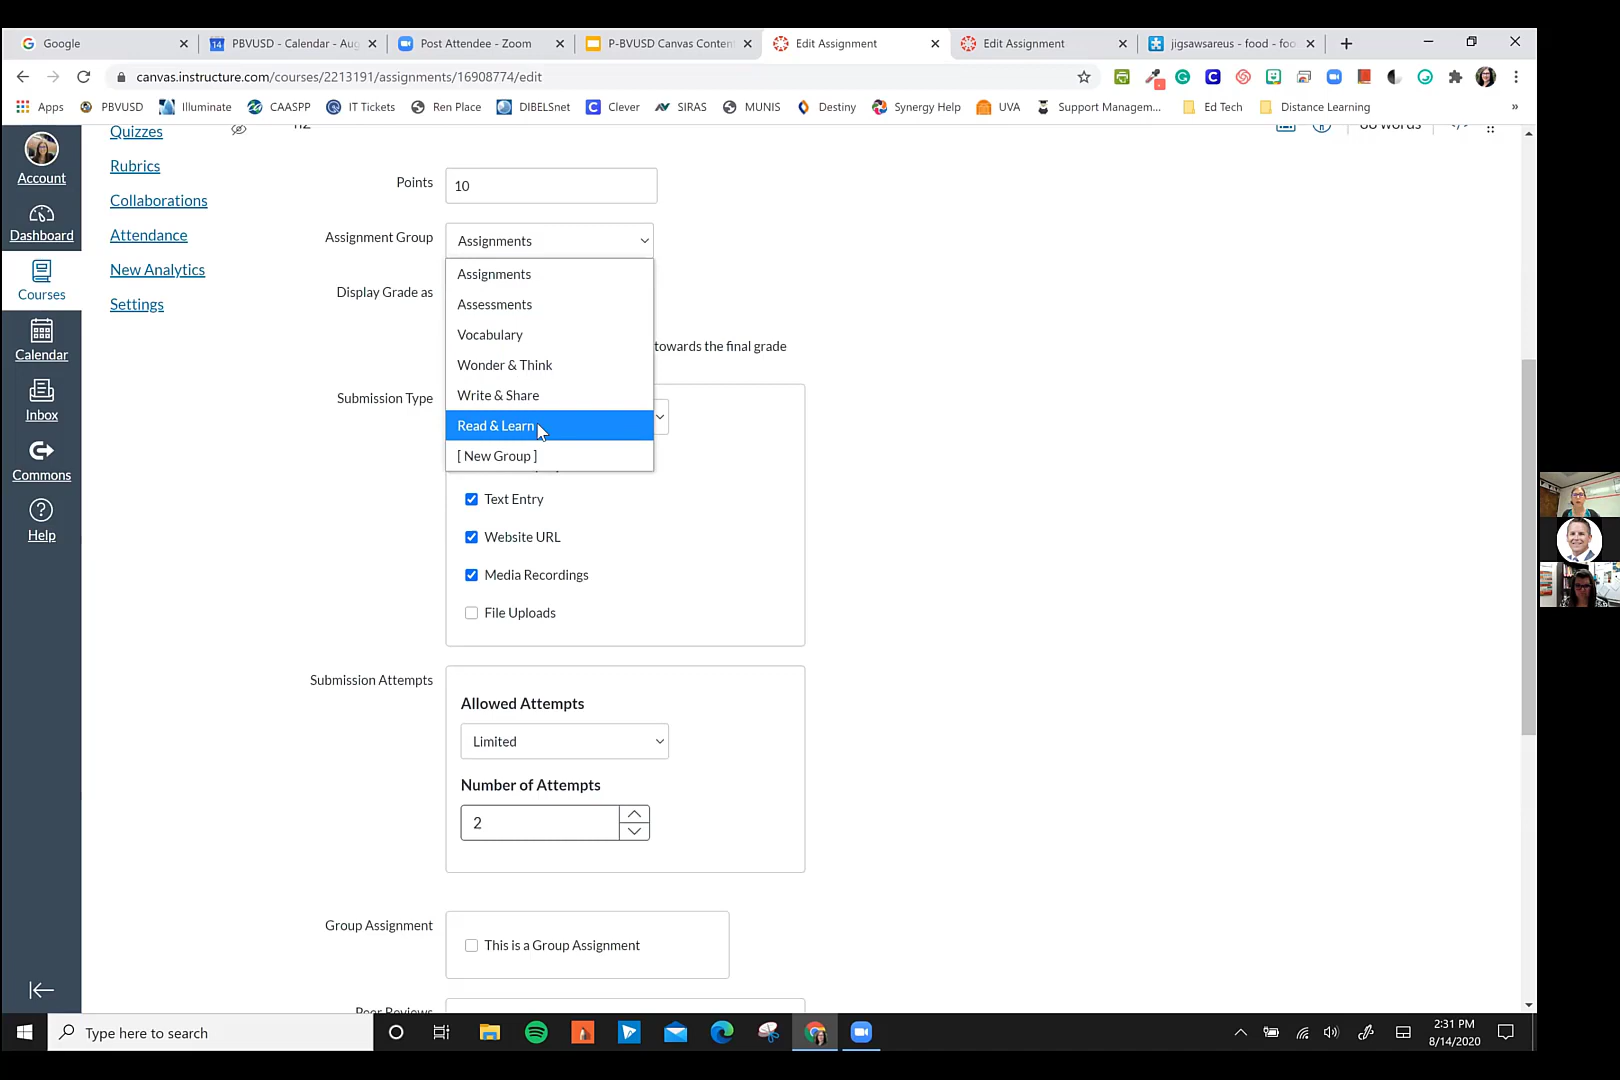 Google
14
PBVUSD - Calendar - Aug
Post Attendee - Zoom
P-BVUSD Canvas Conten
Edit Assignment
Edit Assignment
jigsawsareus - food - foo
canvas.instructure.com/courses/2213191/assignments/16908774/edit
Apps
PBVUSD
Illuminate
CAASPP
IT Tickets
Ren Place
DIBELSnet
Clever
SIRAS
MUNIS
Destiny
Synergy Help
UVA
Support Managem...
Ed Tech
Distance Learning
»
Account
Dashboard
Courses
Calendar
Inbox
Commons
Help
Quizzes
Rubrics
Collaborations
Attendance
New Analytics
Settings
Points
10
Assignment Group
Assignments
Assignments
Assessments
Vocabulary
Wonder & Think
Write & Share
Read & Learn
[ New Group ]
Display Grade as
towards the final grade
Submission Type
Text Entry
Website URL
Media Recordings
File Uploads
Submission Attempts
Allowed Attempts
Limited
Number of Attempts
2
Group Assignment
This is a Group Assignment
Peer Reviews
Type here to search
2:31 PM
8/14/2020